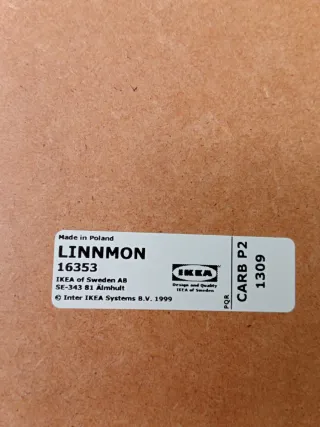 Made in Poland
LINNMON
16353
IKEA of Sweden AB
SE-343 81 Älmhult
© Inter IKEA Systems B.V. 1999
IKEA
Design and Quality
IKEA of Sweden
PQR
CARB P2
1309